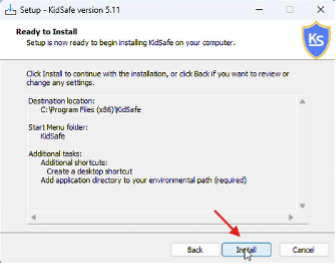 Setup - KidSafe version 5.11
Ready to Install
Setup is now ready to begin installing KidSafe on your computer.
KS
Click Install to continue with the installation, or click Back if you want to review or
change any settings.
Destination location:
C:\Program Files (x86)\KidSafe
Start Menu folder:
KidSafe
Additional tasks:
Additional shortcuts:
Create a desktop shortcut
Add application directory to your environmental path (required)
Back
Install
Cancel